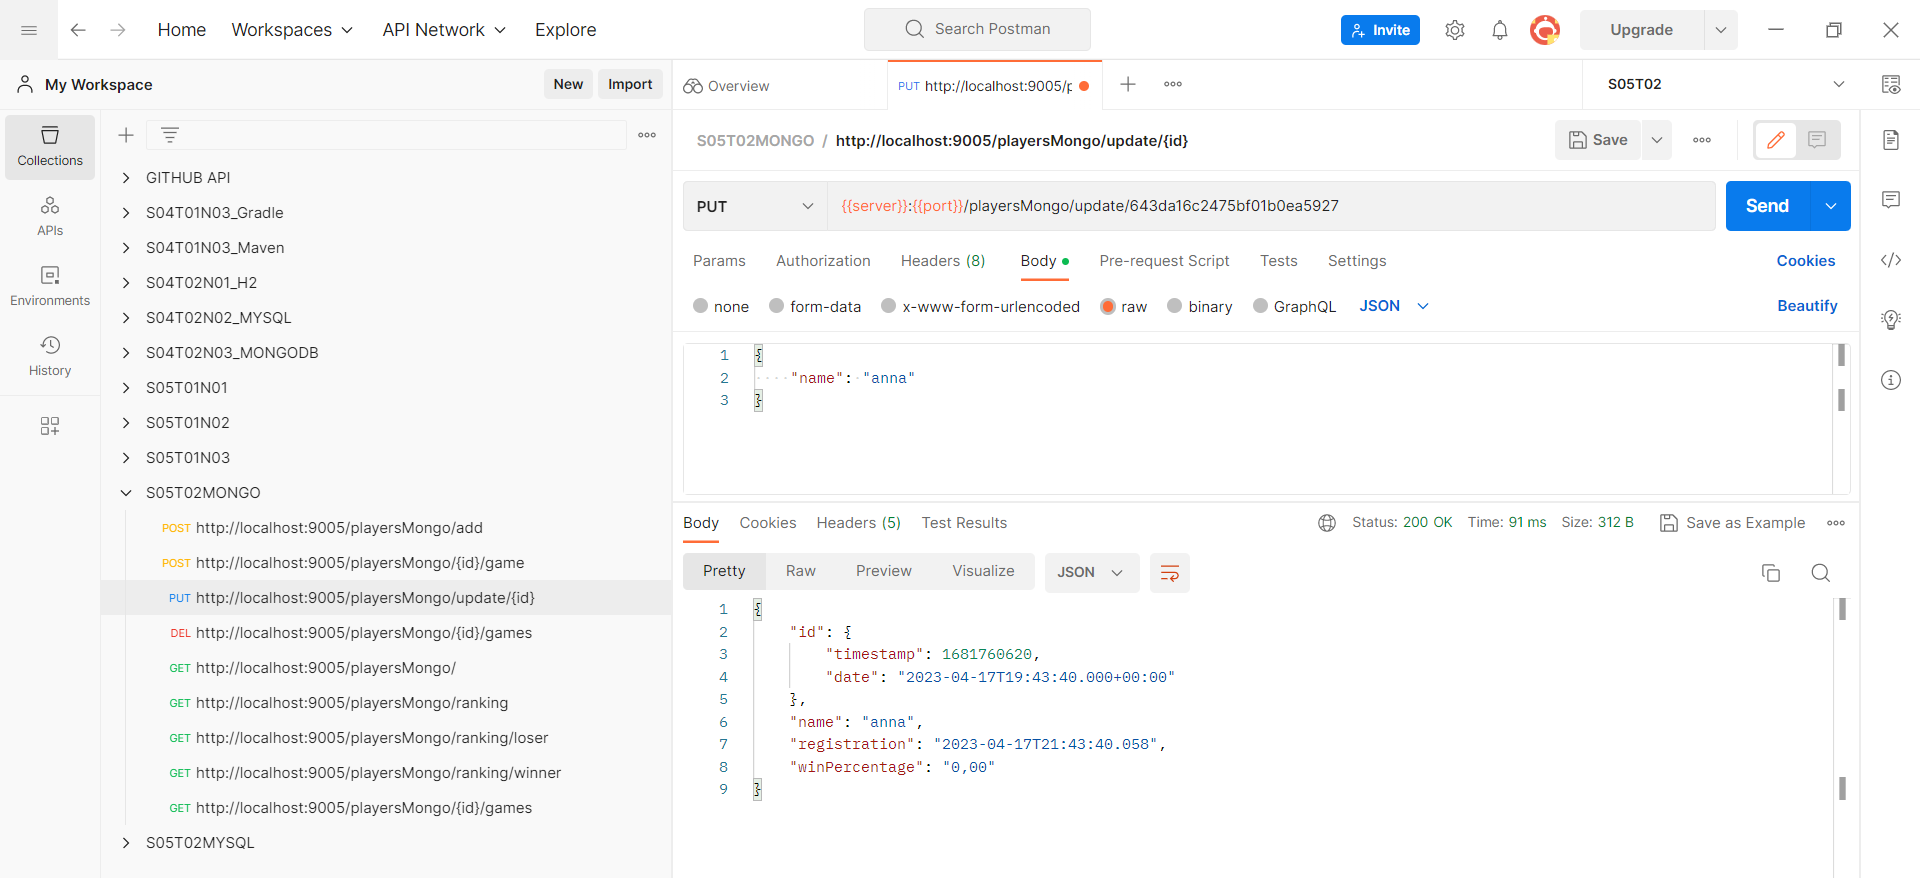 Home Workspaces API Network Explore Search Postman Invite Upgrade
My Workspace New Import
Overview PUT http://localhost:9005/p S05T02
Collections
APIs
Environments
History
GITHUB API
S04T01N03_Gradle
S04T01N03_Maven
S04T02N01_H2
S04T02N02_MYSQL
S04T02N03_MONGODB
S05T01N01
S05T01N02
S05T01N03
S05T02MONGO
POST http://localhost:9005/playersMongo/add
POST http://localhost:9005/playersMongo/{id}/game
PUT http://localhost:9005/playersMongo/update/{id}
DEL http://localhost:9005/playersMongo/{id}/games
GET http://localhost:9005/playersMongo/
GET http://localhost:9005/playersMongo/ranking
GET http://localhost:9005/playersMongo/ranking/loser
GET http://localhost:9005/playersMongo/ranking/winner
GET http://localhost:9005/playersMongo/{id}/games
S05T02MYSQL
S05T02MONGO / http://localhost:9005/playersMongo/update/{id} Save
PUT {{server}}:{{port}}/playersMongo/update/643da16c2475bf01b0ea5927 Send
Params Authorization Headers (8) Body Pre-request Script Tests Settings Cookies
none form-data x-www-form-urlencoded raw binary GraphQL JSON Beautify
1 {
2 "name": "anna"
3 }
Body Cookies Headers (5) Test Results Status: 200 OK Time: 91 ms Size: 312 B Save as Example
Pretty Raw Preview Visualize JSON
1 {
2 "id": {
3 "timestamp": 1681760620,
4 "date": "2023-04-17T19:43:40.000+00:00"
5 },
6 "name": "anna",
7 "registration": "2023-04-17T21:43:40.058",
8 "winPercentage": "0,00"
9 }